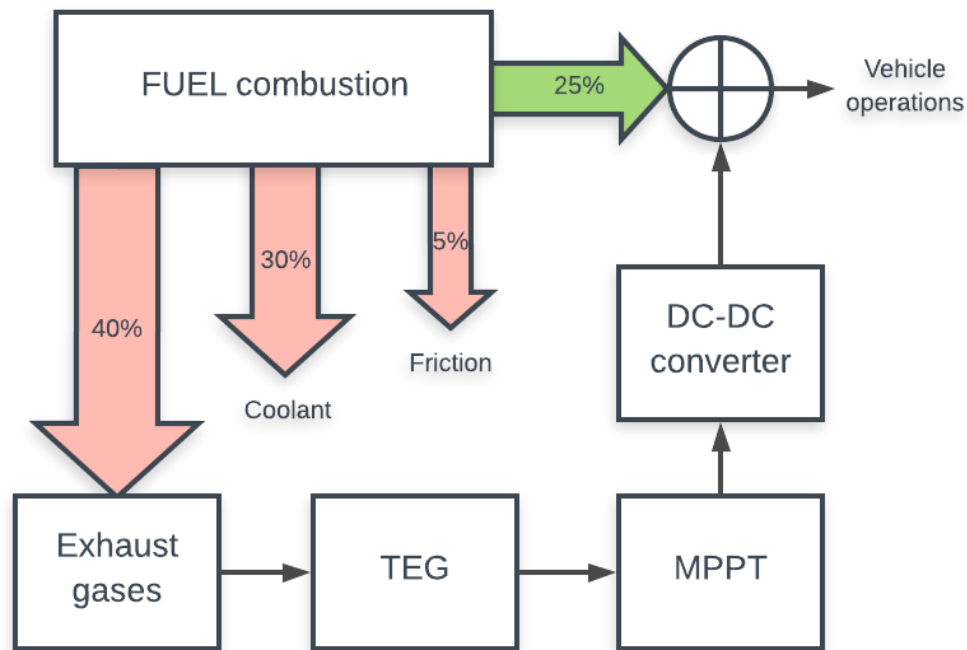 FUEL combustion
25%
Vehicle
operations
40%
30%
5%
Coolant
Friction
DC-DC
converter
Exhaust
gases
TEG
MPPT